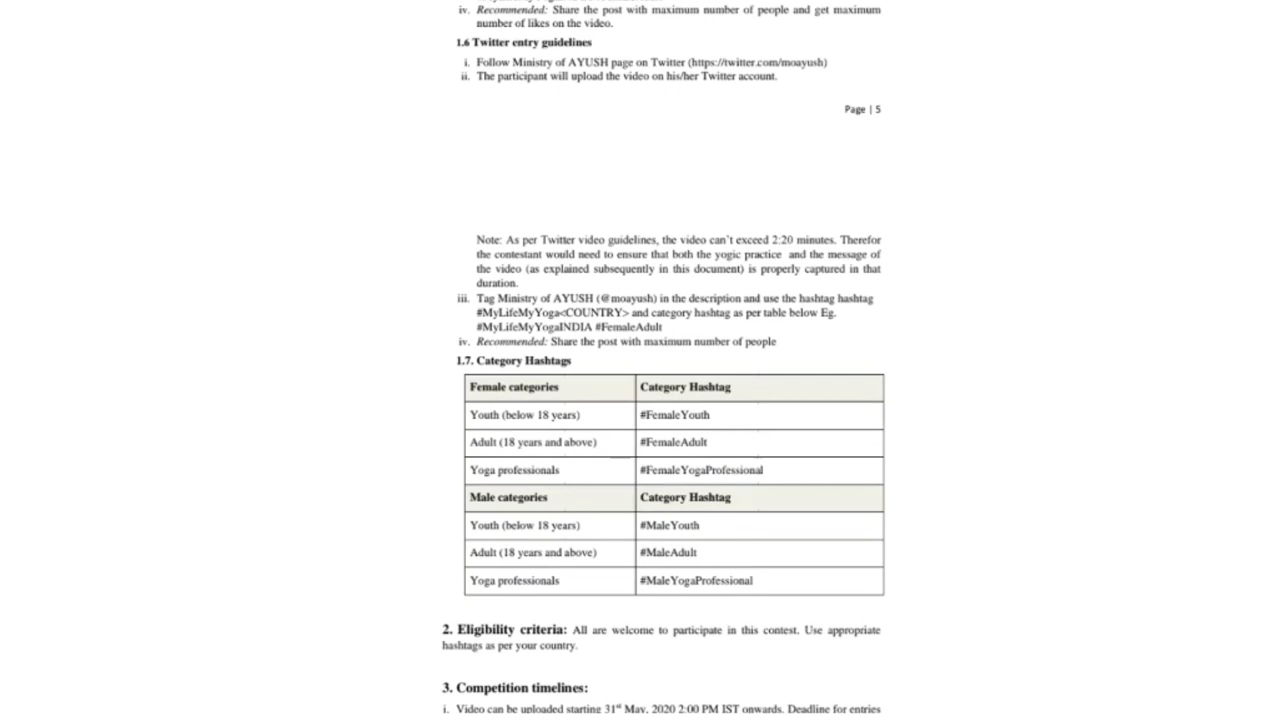 iv. Recommended: Share the post with maximum number of people and get maximum
number of likes on the video.
1.6 Twitter entry guidelines
i. Follow Ministry of AYUSH page on Twitter (https://twitter.com/moayush)
ii. The participant will upload the video on his/her Twitter account.
Page | 5
Note: As per Twitter video guidelines, the video can't exceed 2:20 minutes. Therefor
the contestant would need to ensure that both the yogic practice and the message of
the video (as explained subsequently in this document) is properly captured in that
duration.
iii. Tag Ministry of AYUSH (@moayush) in the description and use the hashtag hashtag
#MyLifeMyYoga<COUNTRY> and category hashtag as per table below Eg.
#MyLifeMyYogaINDIA #FemaleAdult
iv. Recommended: Share the post with maximum number of people
1.7. Category Hashtags
Female categories Category Hashtag
Youth (below 18 years) #FemaleYouth
Adult (18 years and above) #FemaleAdult
Yoga professionals #FemaleYogaProfessional
Male categories Category Hashtag
Youth (below 18 years) #MaleYouth
Adult (18 years and above) #MaleAdult
Yoga professionals #MaleYogaProfessional
2. Eligibility criteria: All are welcome to participate in this contest. Use appropriate
hashtags as per your country.
3. Competition timelines:
i. Video can be uploaded starting 31st May, 2020 2:00 PM IST onwards. Deadline for entries